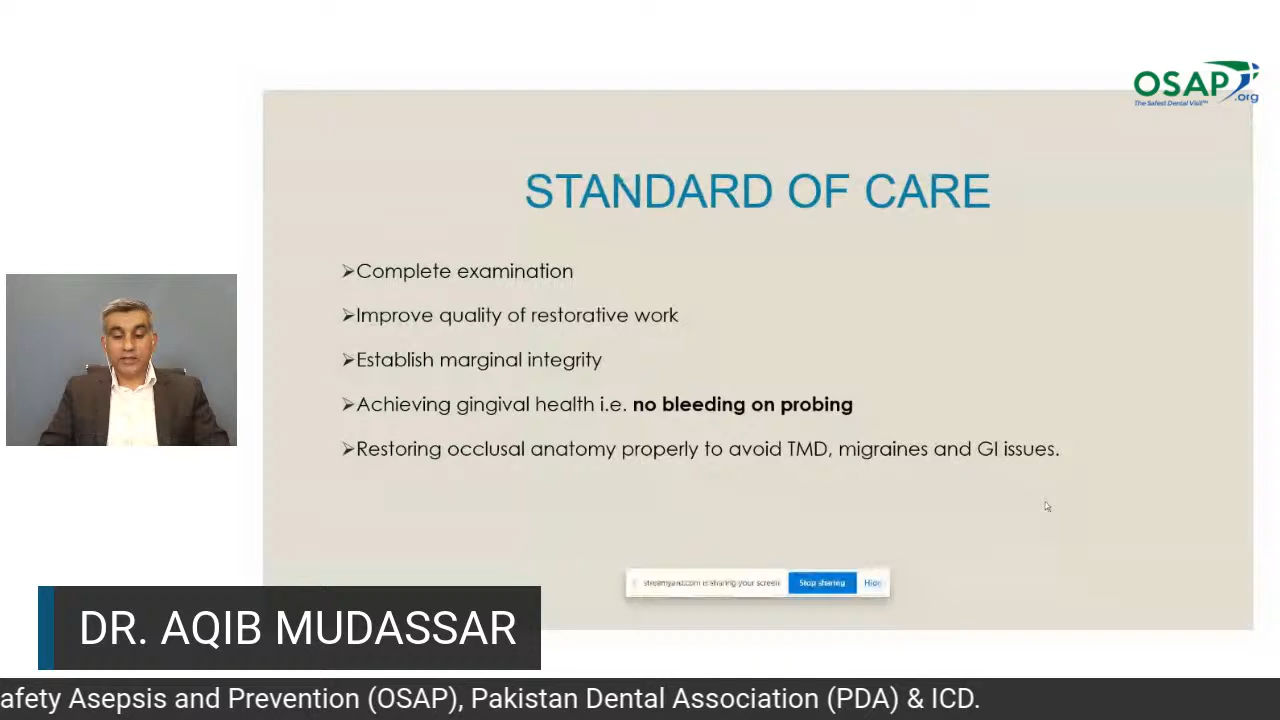 OSAP
.org
The Safest Dental Visit™
STANDARD OF CARE
➢Complete examination
➢Improve quality of restorative work
➢Establish marginal integrity
➢Achieving gingival health i.e. no bleeding on probing
➢Restoring occlusal anatomy properly to avoid TMD, migraines and GI issues.
streamyard.com is sharing your screen. Stop sharing Hide
DR. AQIB MUDASSAR
afety Asepsis and Prevention (OSAP), Pakistan Dental Association (PDA) & ICD.